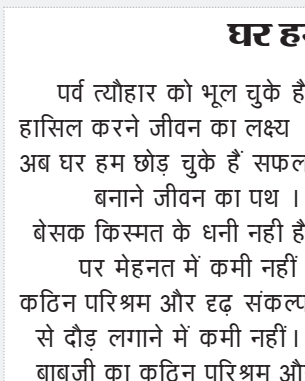 घर हम
पर्व त्यौहार को भूल चुके है
हासिल करने जीवन का लक्ष्य
अब घर हम छोड़ चुके हैं सफल
बनाने जीवन का पथ ।
बेसक किस्मत के धनी नही है
पर मेहनत में कमी नहीं
कठिन परिश्रम और दृढ़ संकल्प
से दौड़ लगाने में कमी नहीं।
बाबूजी का कठिन परिश्रम औ